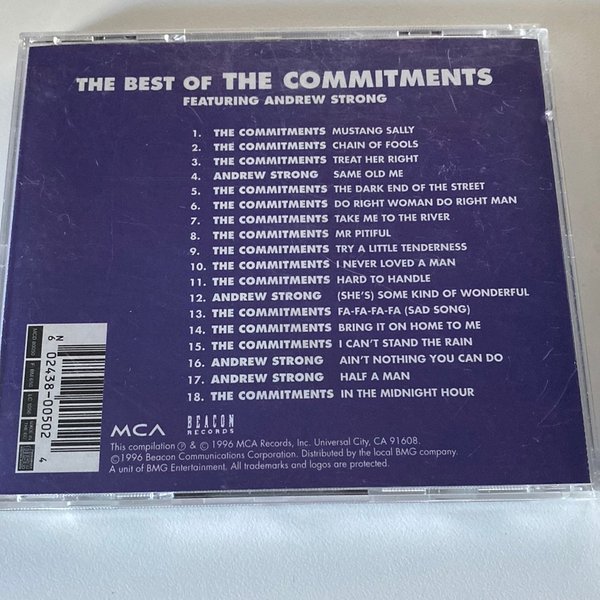 THE BEST OF THE COMMITMENTS
FEATURING ANDREW STRONG
1. THE COMMITMENTS MUSTANG SALLY
2. THE COMMITMENTS CHAIN OF FOOLS
3. THE COMMITMENTS TREAT HER RIGHT
4. ANDREW STRONG SAME OLD ME
5. THE COMMITMENTS THE DARK END OF THE STREET
6. THE COMMITMENTS DO RIGHT WOMAN DO RIGHT MAN
7. THE COMMITMENTS TAKE ME TO THE RIVER
8. THE COMMITMENTS MR PITIFUL
9. THE COMMITMENTS TRY A LITTLE TENDERNESS
10. THE COMMITMENTS I NEVER LOVED A MAN
11. THE COMMITMENTS HARD TO HANDLE
12. ANDREW STRONG (SHE'S) SOME KIND OF WONDERFUL
13. THE COMMITMENTS FA-FA-FA-FA (SAD SONG)
14. THE COMMITMENTS BRING IT ON HOME TO ME
15. THE COMMITMENTS I CAN'T STAND THE RAIN
16. ANDREW STRONG AIN'T NOTHING YOU CAN DO
17. ANDREW STRONG HALF A MAN
18. THE COMMITMENTS IN THE MIDNIGHT HOUR
6 02438-00502 4
MCA BEACON
RECORDS
This compilation ℗ & © 1996 MCA Records, Inc. Universal City, CA 91608.
©1996 Beacon Communications Corporation. Distributed by the local BMG company.
A unit of BMG Entertainment. All trademarks and logos are protected.